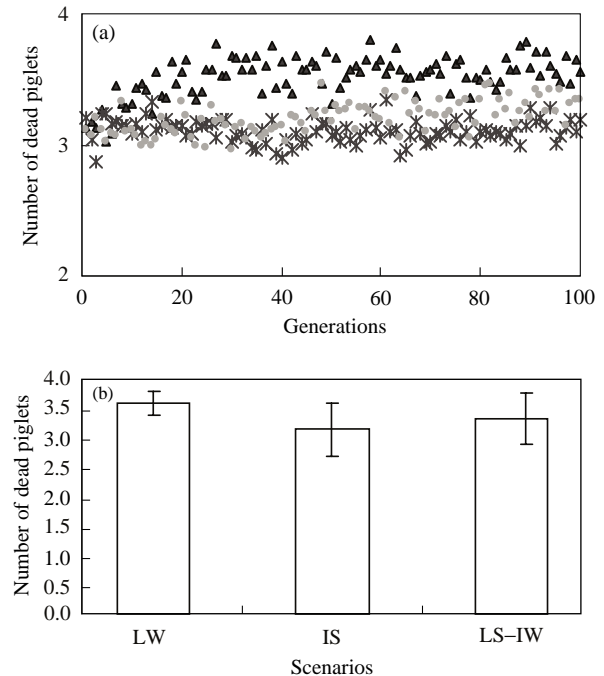 (a)
Number of dead piglets
4
3
2
0 20 40 60 80 100
Generations
(b)
Number of dead piglets
4.0
3.5
3.0
2.5
2.0
1.5
1.0
0.5
0.0
LW IS LS–IW
Scenarios